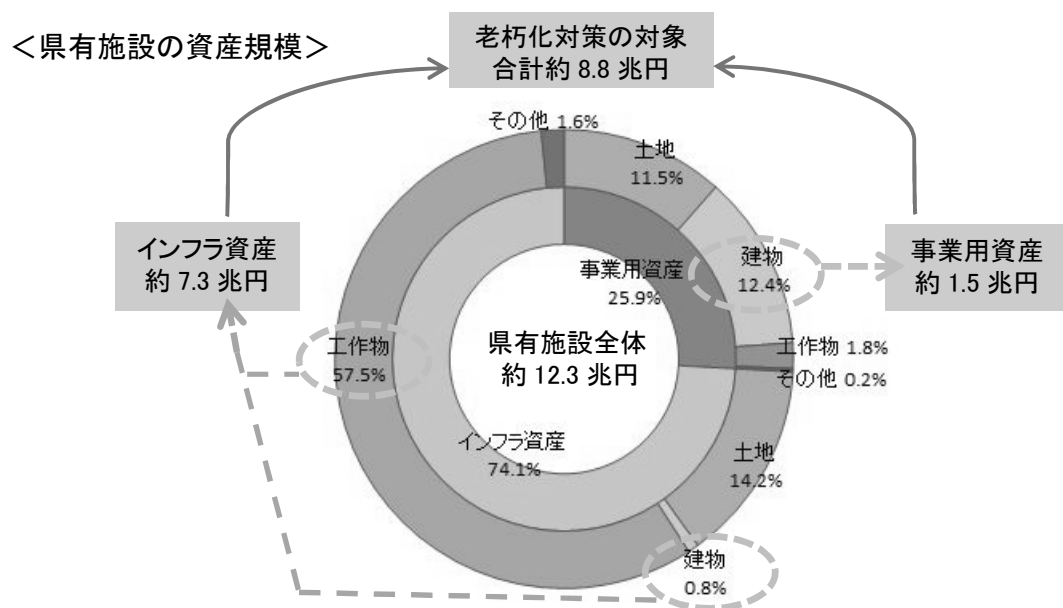 ＜県有施設の資産規模＞
老朽化対策の対象
合計約 8.8 兆円
インフラ資産
約 7.3 兆円
事業用資産
約 1.5 兆円
その他 1.6%
土地
11.5%
建物
12.4%
事業用資産
25.9%
県有施設全体
約 12.3 兆円
工作物
57.5%
工作物 1.8%
その他 0.2%
インフラ資産
74.1%
土地
14.2%
建物
0.8%